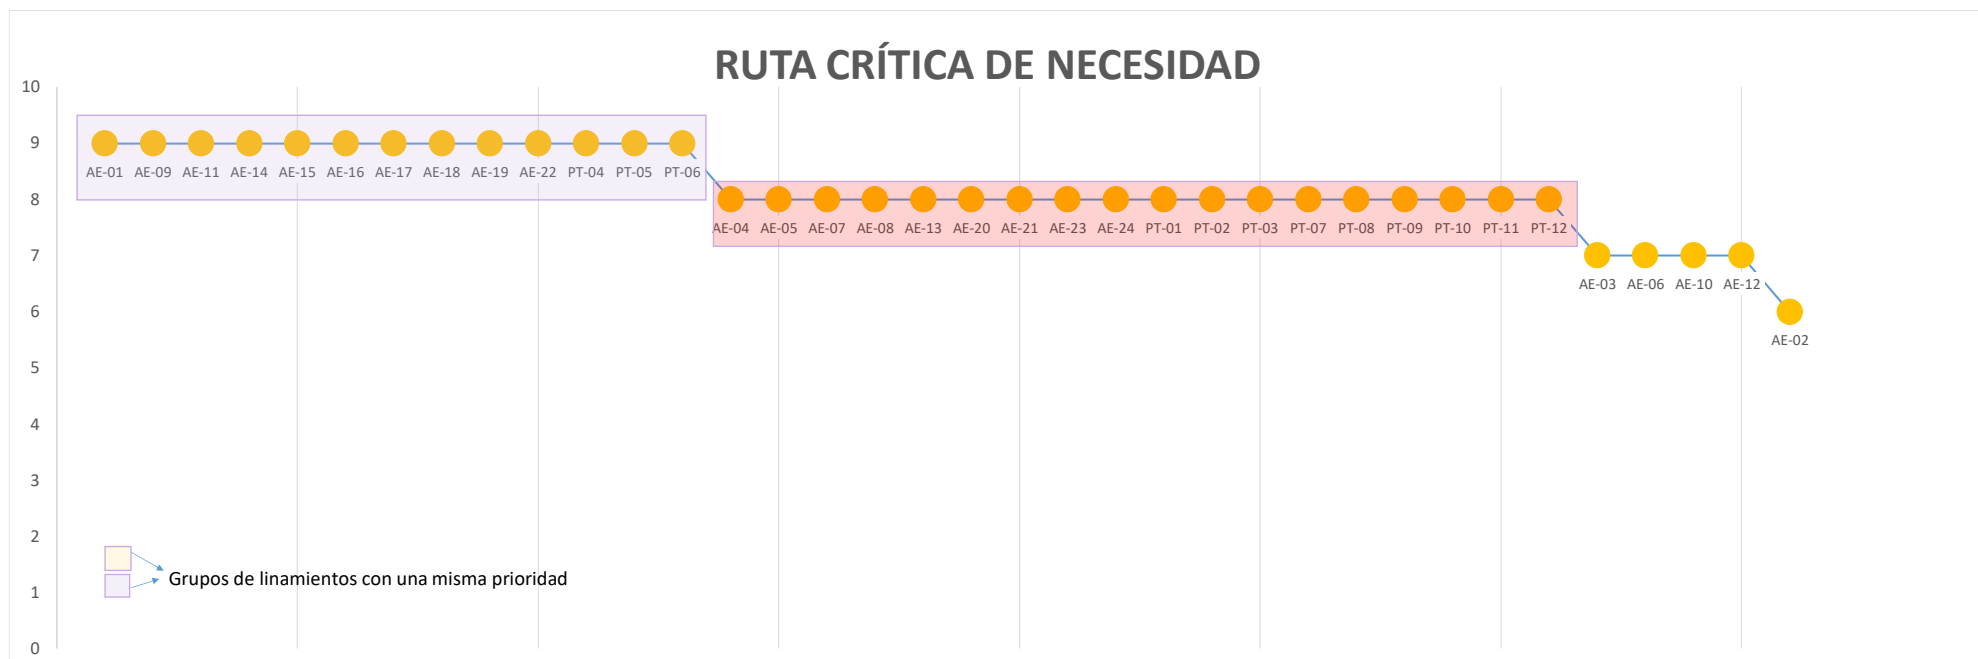 RUTA CRÍTICA DE NECESIDAD
10
9
AE-01 AE-09 AE-11 AE-14 AE-15 AE-16 AE-17 AE-18 AE-19 AE-22 PT-04 PT-05 PT-06
8
AE-04 AE-05 AE-07 AE-08 AE-13 AE-20 AE-21 AE-23 AE-24 PT-01 PT-02 PT-03 PT-07 PT-08 PT-09 PT-10 PT-11 PT-12
7
AE-03 AE-06 AE-10 AE-12
6
AE-02
5
4
3
2
Grupos de linamientos con una misma prioridad
1
0